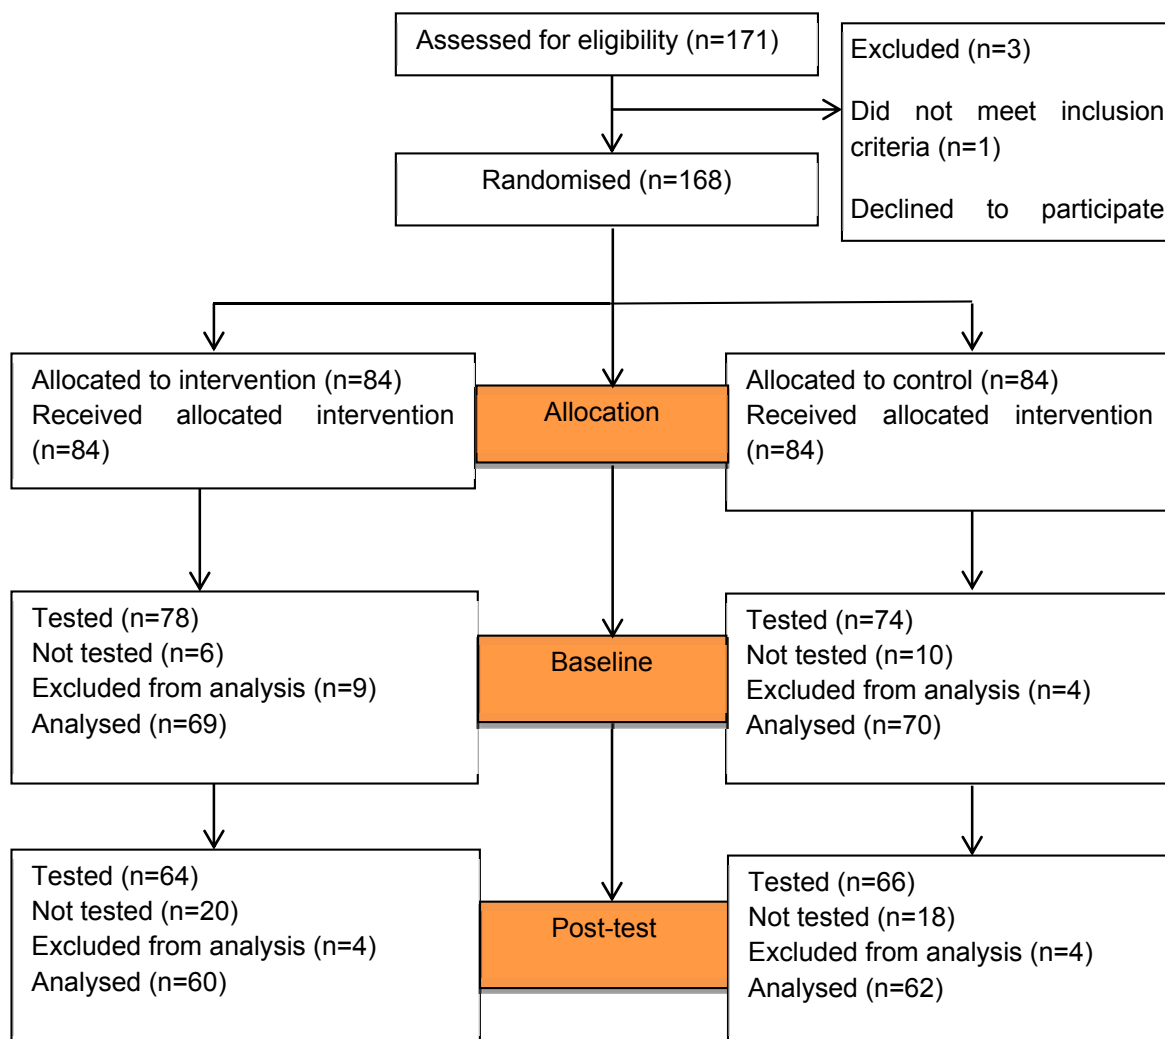 Assessed for eligibility (n=171)
Excluded (n=3)
Did not meet inclusion
criteria (n=1)
Declined to participate
Randomised (n=168)
Allocated to intervention (n=84)
Received allocated intervention
(n=84)
Allocation
Allocated to control (n=84)
Received allocated intervention
(n=84)
Tested (n=78)
Not tested (n=6)
Excluded from analysis (n=9)
Analysed (n=69)
Baseline
Tested (n=74)
Not tested (n=10)
Excluded from analysis (n=4)
Analysed (n=70)
Tested (n=64)
Not tested (n=20)
Excluded from analysis (n=4)
Analysed (n=60)
Post-test
Tested (n=66)
Not tested (n=18)
Excluded from analysis (n=4)
Analysed (n=62)